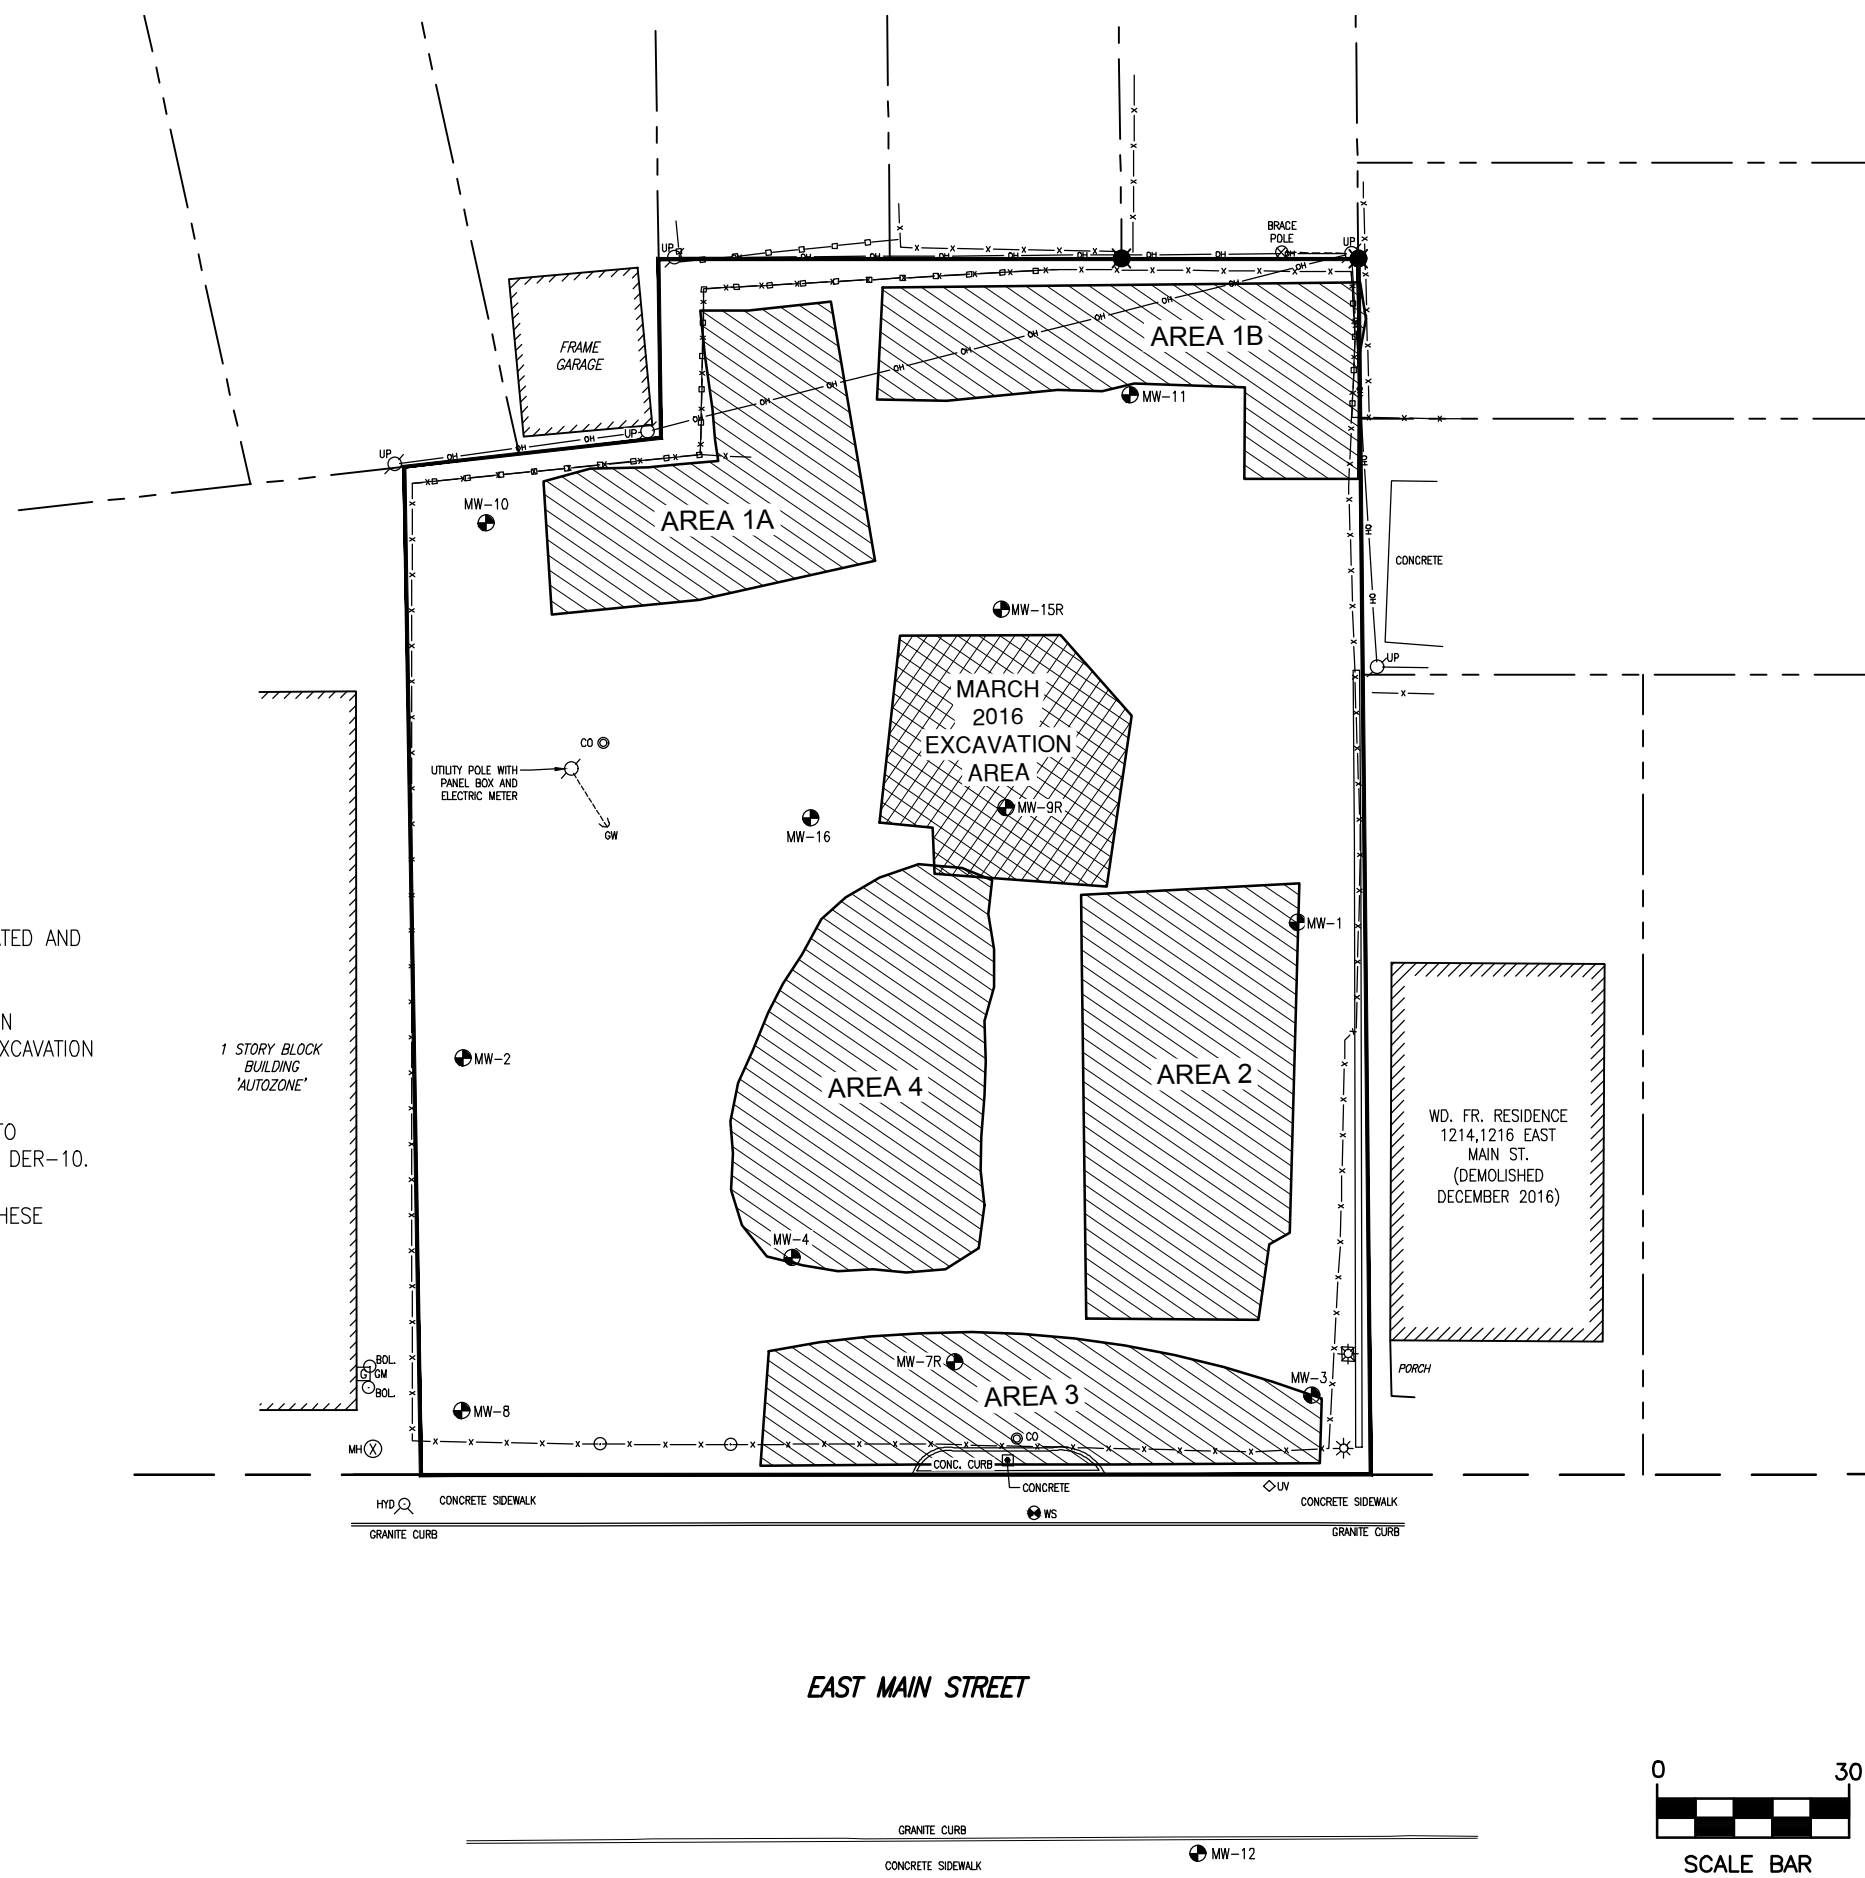 BRACE
POLE
UP
UP
OH
FRAME
GARAGE
AREA 1B
MW-11
UP
UP
MW-10
AREA 1A
CONCRETE
MW-15R
UP
MARCH
2016
EXCAVATION
AREA
CO
UTILITY POLE WITH
PANEL BOX AND
ELECTRIC METER
GW
MW-9R
MW-16
MW-1
TED AND
N
XCAVATION
TO
DER-10.
HESE
1 STORY BLOCK
BUILDING
'AUTOZONE'
MW-2
AREA 4
AREA 2
WD. FR. RESIDENCE
1214,1216 EAST
MAIN ST.
(DEMOLISHED
DECEMBER 2016)
MW-4
BOL.
G GM
BOL.
MW-7R
MW-3
PORCH
AREA 3
MW-8
CO
MH
CONC. CURB
CONCRETE
UV
HYD
CONCRETE SIDEWALK
CONCRETE SIDEWALK
WS
GRANITE CURB
GRANITE CURB
EAST MAIN STREET
0 30
SCALE BAR
GRANITE CURB
MW-12
CONCRETE SIDEWALK